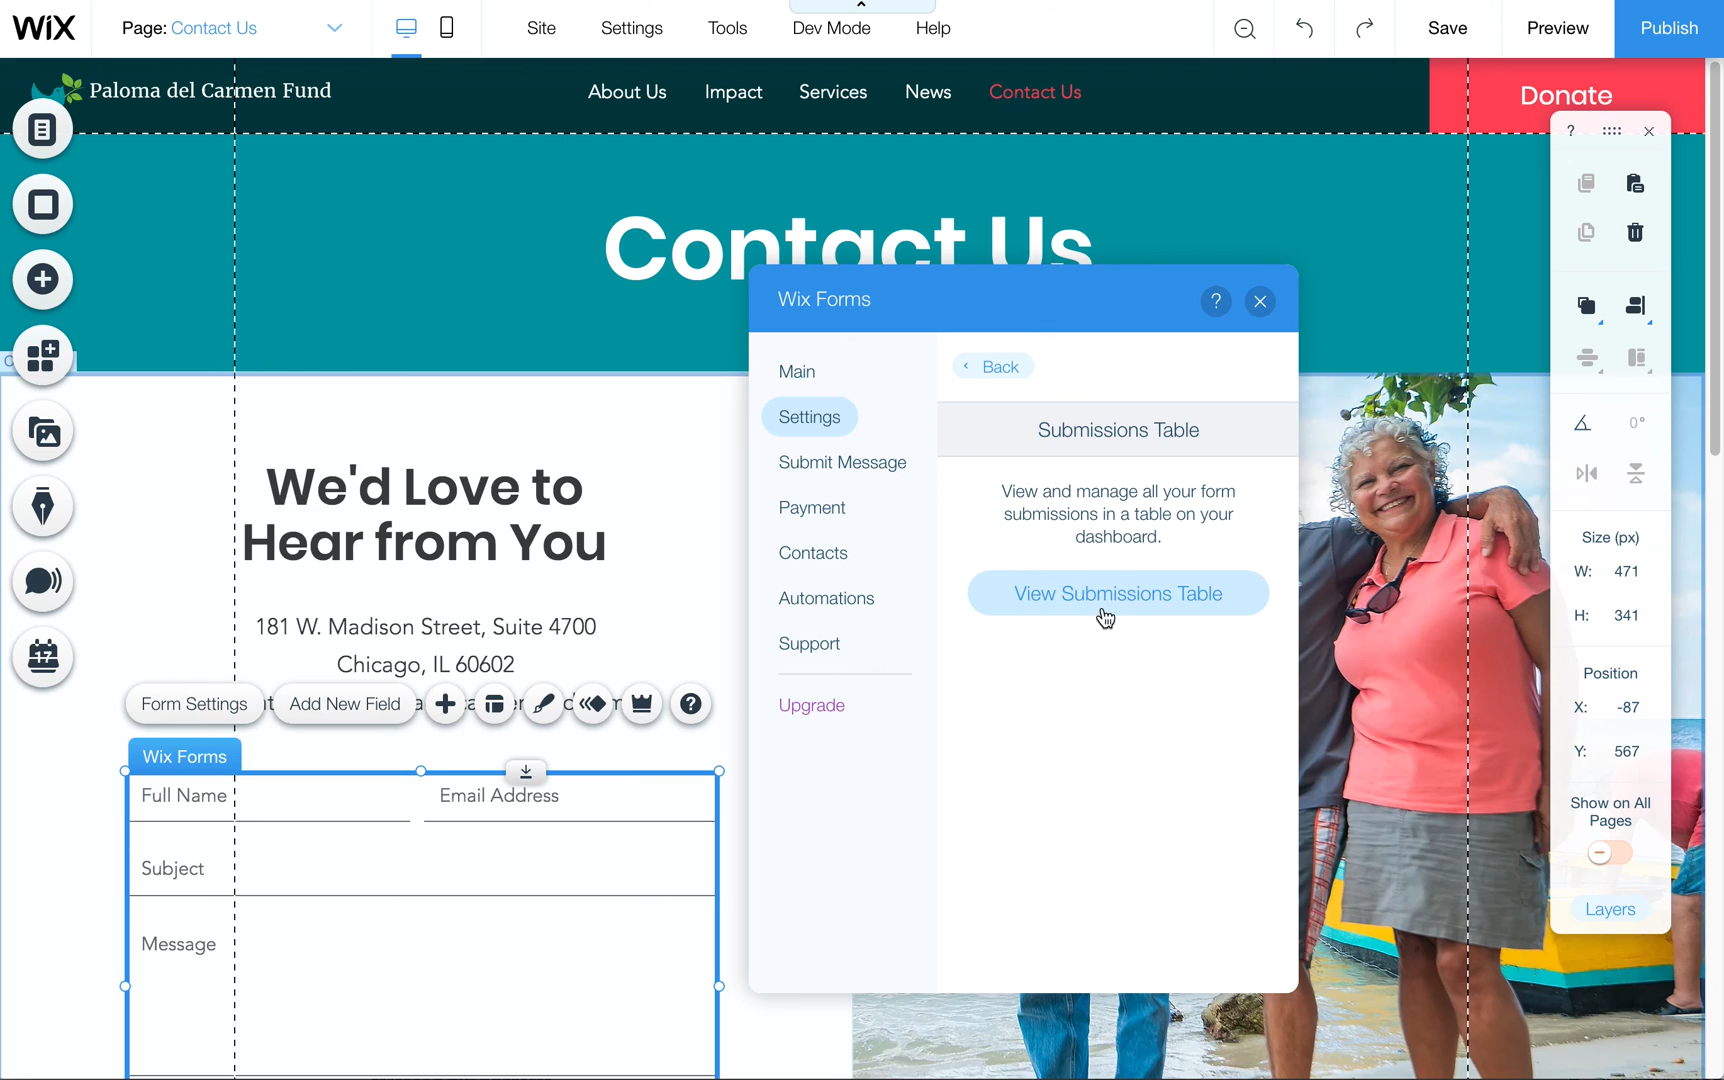 WiX
Page: Contact Us
Site
Settings
Tools
Dev Mode
Help
Save
Preview
Publish
Paloma del Carmen Fund
About Us
Impact
Services
News
Contact Us
Donate
Contact Us
We'd Love to
Hear from You
181 W. Madison Street, Suite 4700
Chicago, IL 60602
Form Settings
Add New Field
Wix Forms
Full Name
Email Address
Subject
Message
17
Wix Forms
?
Main
Settings
Submit Message
Payment
Contacts
Automations
Support
Upgrade
Back
Submissions Table
View and manage all your form
submissions in a table on your
dashboard.
View Submissions Table
?
0°
Size (px)
W: 471
H: 341
Position
X: -87
Y: 567
Show on All
Pages
Layers